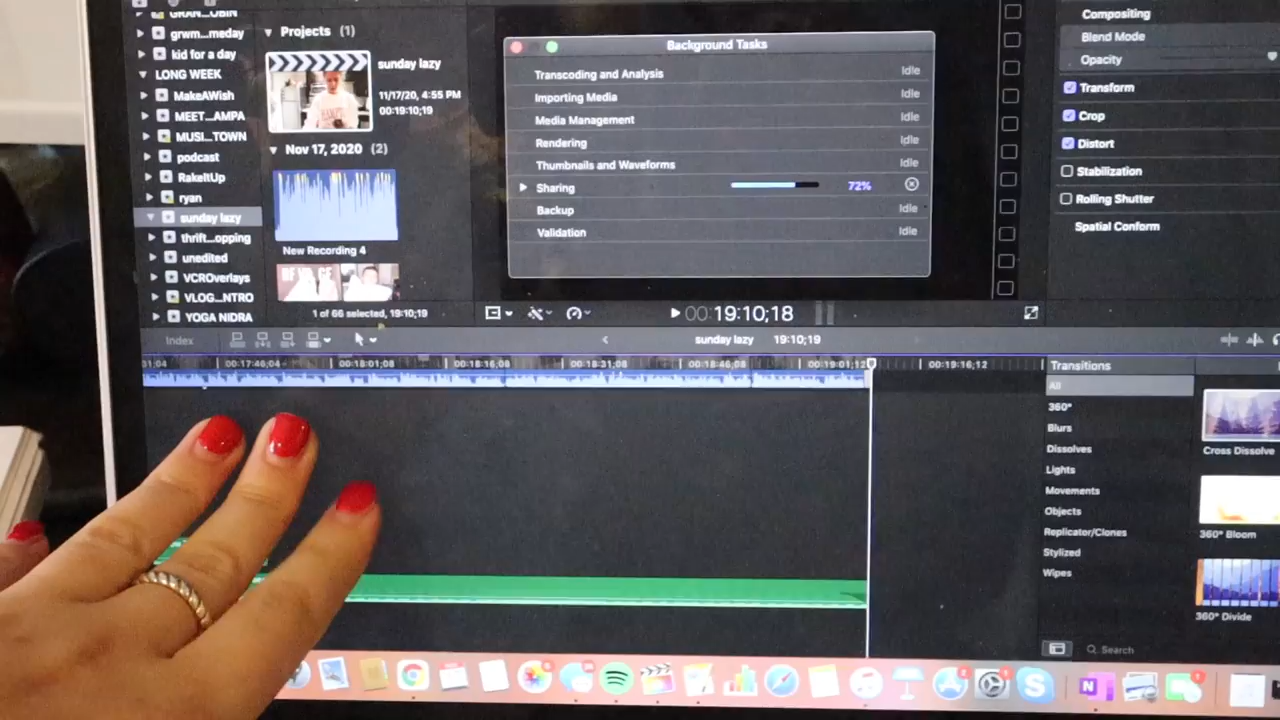 grwm...meday
kid for a day
LONG WEEK
MakeAWish
MEET...AMPA
MUSI...TOWN
podcast
RakeItUp
ryan
sunday lazy
thrift...opping
unedited
VCROverlays
VLOG...NTRO
YOGA NIDRA
Projects (1)
sunday lazy
11/17/20, 4:55 PM
00:19:10;19
Nov 17, 2020 (2)
New Recording 4
1 of 66 selected, 19:10;19
Background Tasks
Transcoding and Analysis Idle
Importing Media Idle
Media Management Idle
Rendering Idle
Thumbnails and Waveforms Idle
Sharing 72%
Backup Idle
Validation Idle
00:19:10;18
Compositing
Blend Mode
Opacity
Transform
Crop
Distort
Stabilization
Rolling Shutter
Spatial Conform
Index
sunday lazy 19:10;19
31;04 00:17:46;04 00:18:01;08 00:18:16;08 00:18:31;08 00:18:46;08 00:19:01;12 00:19:16;12
Transitions
All
360°
Blurs
Dissolves
Lights
Movements
Objects
Replicator/Clones
Stylized
Wipes
Cross Dissolve
360° Bloom
360° Divide
Search